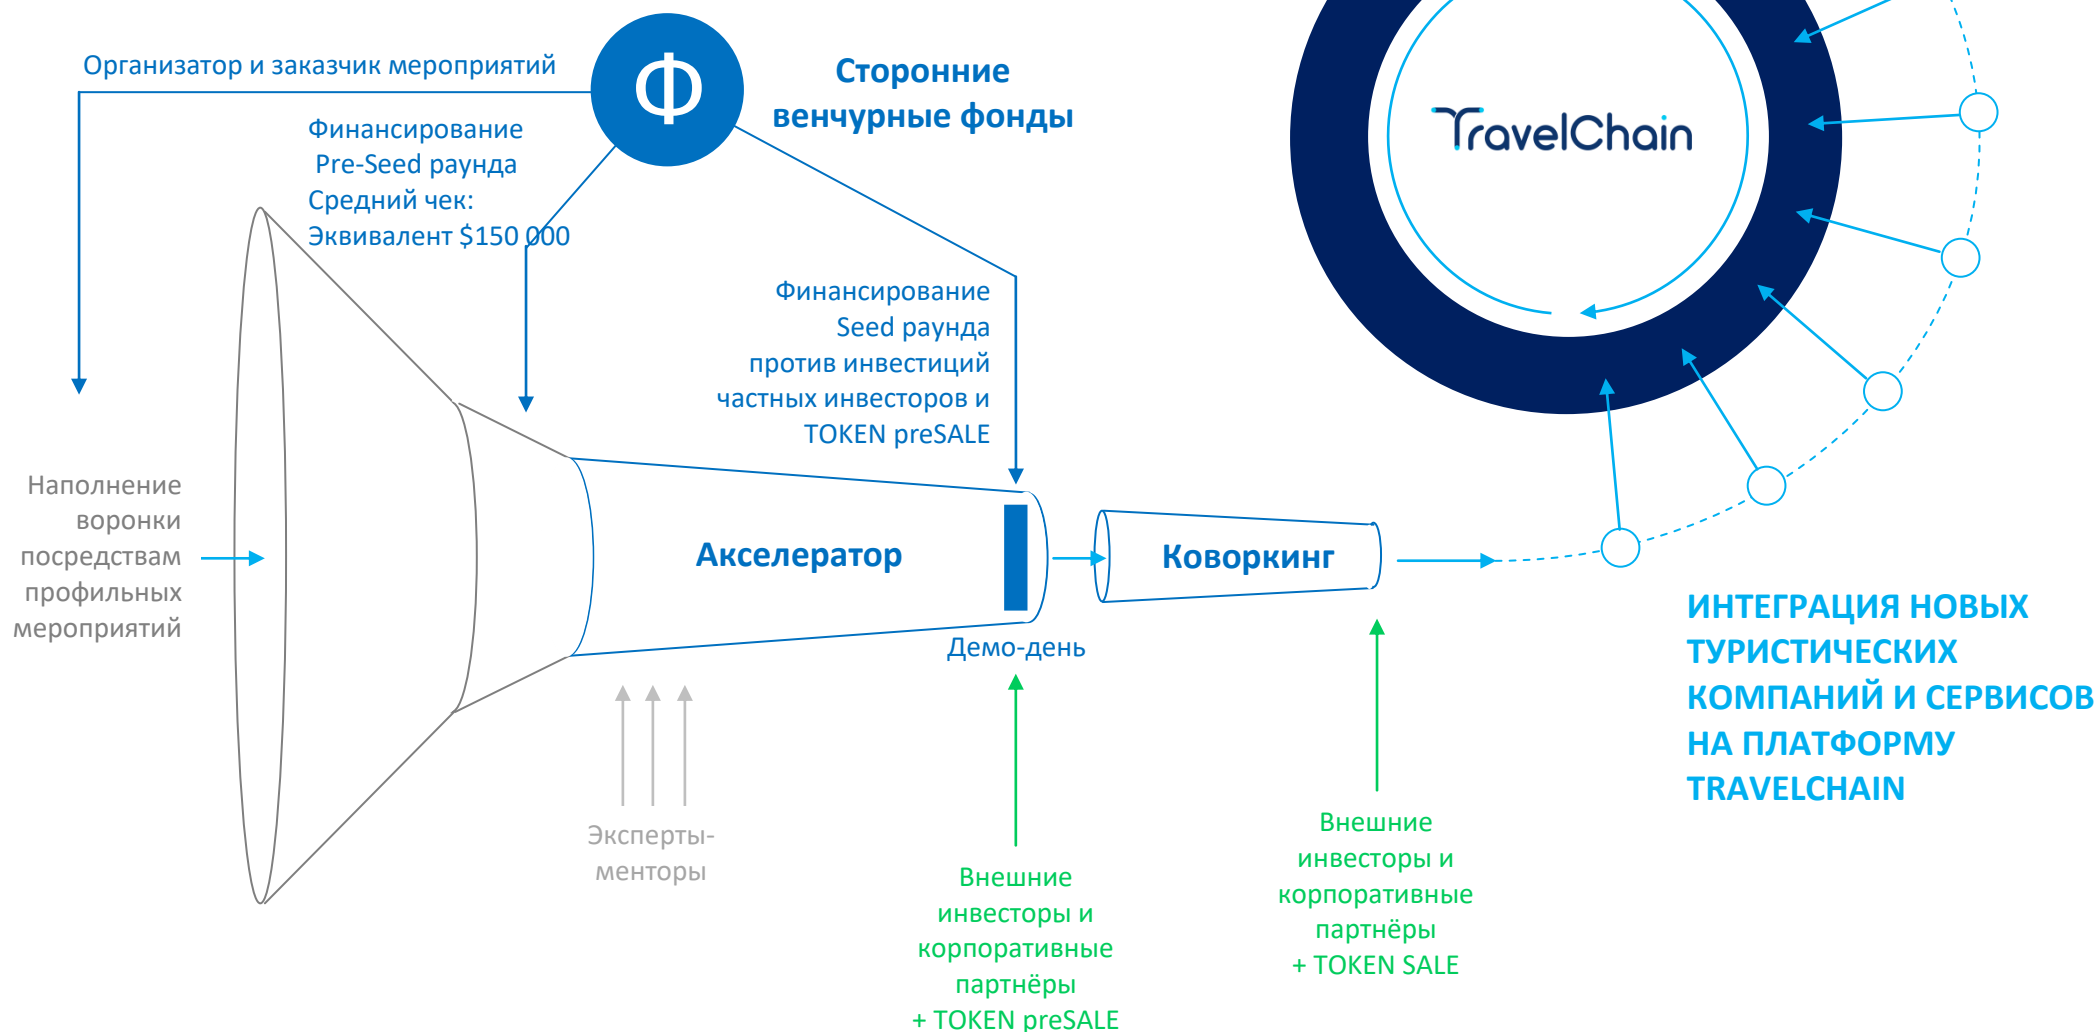 Организатор и заказчик мероприятий
Ф
Сторонние
венчурные фонды
TravelChain
Финансирование
Pre-Seed раунда
Средний чек:
Эквивалент $150 000
Финансирование
Seed раунда
против инвестиций
частных инвесторов и
TOKEN preSALE
Наполнение
воронки
посредствам
профильных
мероприятий
Акселератор
Коворкинг
Демо-день
ИНТЕГРАЦИЯ НОВЫХ
ТУРИСТИЧЕСКИХ
КОМПАНИЙ И СЕРВИСОВ
НА ПЛАТФОРМУ
TRAVELCHAIN
Эксперты-
менторы
Внешние
инвесторы и
корпоративные
партнёры
+ TOKEN preSALE
Внешние
инвесторы и
корпоративные
партнёры
+ TOKEN SALE